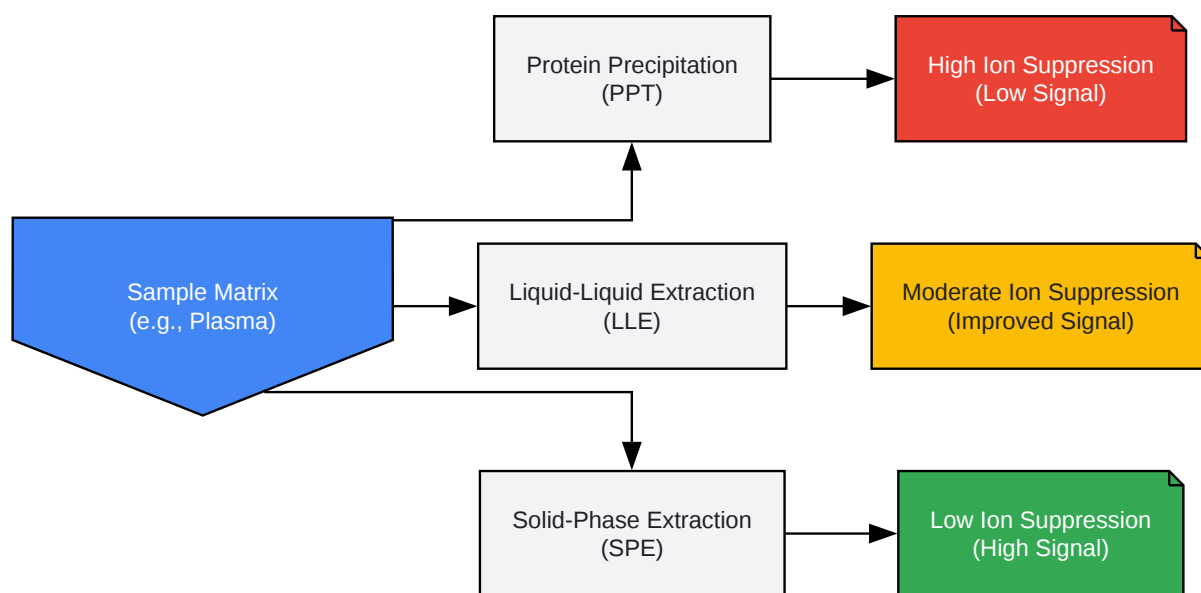 Protein Precipitation
(PPT)
High Ion Suppression
(Low Signal)
Sample Matrix
(e.g., Plasma)
Liquid-Liquid Extraction
(LLE)
Moderate Ion Suppression
(Improved Signal)
Solid-Phase Extraction
(SPE)
Low Ion Suppression
(High Signal)